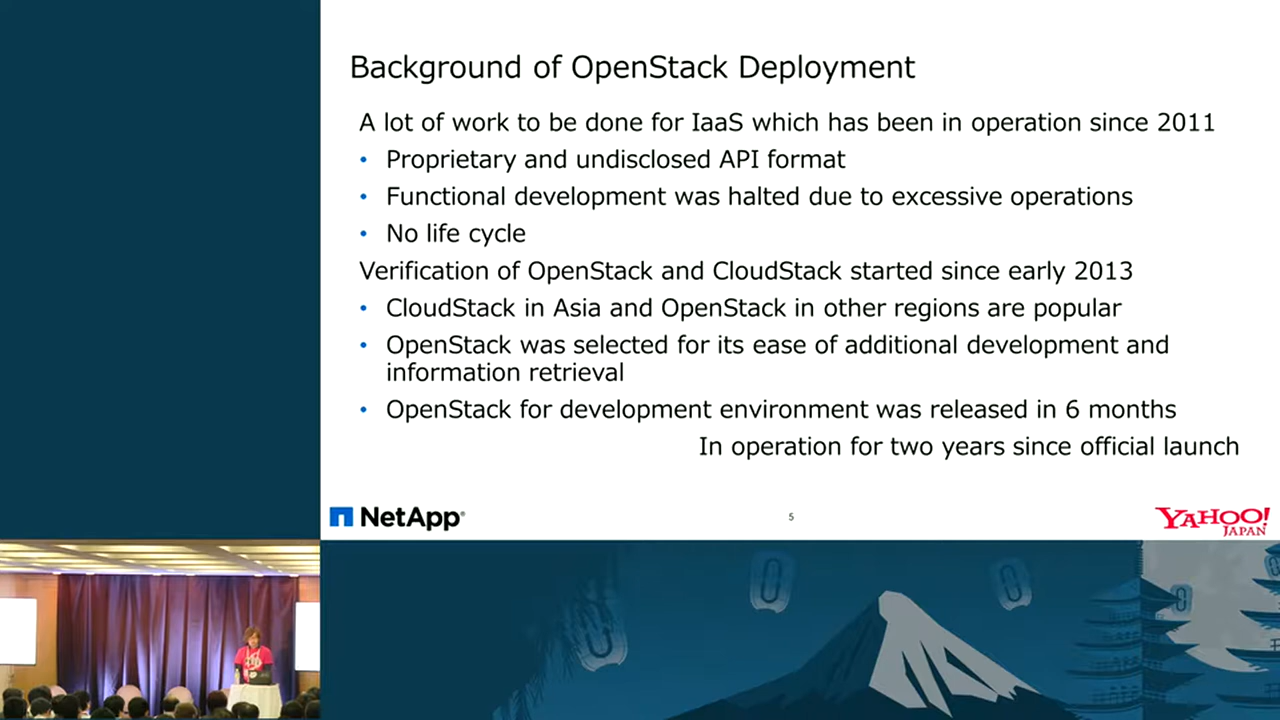 Background of OpenStack Deployment
A lot of work to be done for IaaS which has been in operation since 2011
• Proprietary and undisclosed API format
• Functional development was halted due to excessive operations
• No life cycle
Verification of OpenStack and CloudStack started since early 2013
• CloudStack in Asia and OpenStack in other regions are popular
• OpenStack was selected for its ease of additional development and
information retrieval
• OpenStack for development environment was released in 6 months
In operation for two years since official launch
NetApp®
5
YAHOO!
JAPAN